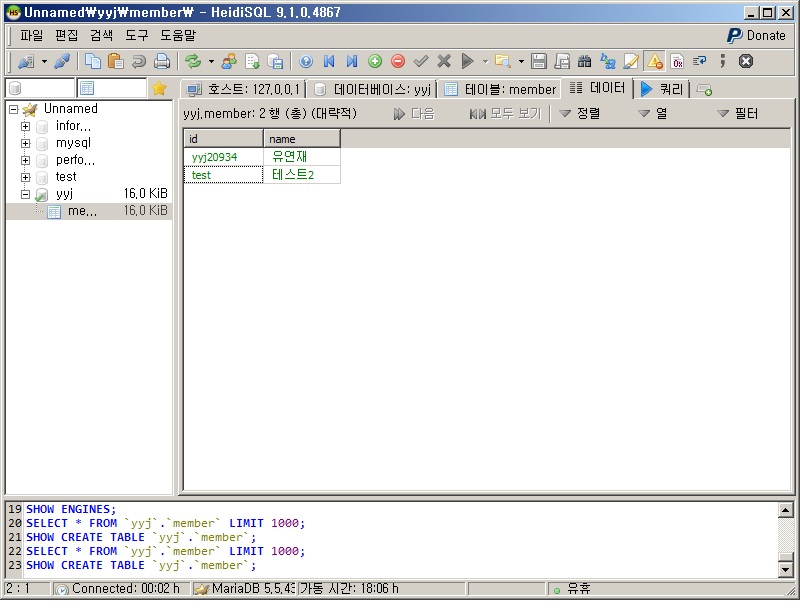 Unnamed₩yyj₩member₩ - HeidiSQL 9.1.0.4867
파일 편집 검색 도구 도움말
Donate
호스트: 127.0.0.1 데이터베이스: yyj 테이블: member 데이터 쿼리
yyj.member: 2 행 (총) (대략적) 다음 모두 보기 정렬 열 필터
Unnamed
infor...
mysql
perfo...
test
yyj 16.0 KiB
me... 16.0 KiB
id name
yyj20934 유연재
test 테스트2
19 SHOW ENGINES;
20 SELECT * FROM `yyj`.`member` LIMIT 1000;
21 SHOW CREATE TABLE `yyj`.`member`;
22 SELECT * FROM `yyj`.`member` LIMIT 1000;
23 SHOW CREATE TABLE `yyj`.`member`;
2 : 1 Connected: 00:02 h MariaDB 5.5.43 가동 시간: 18:06 h 유휴